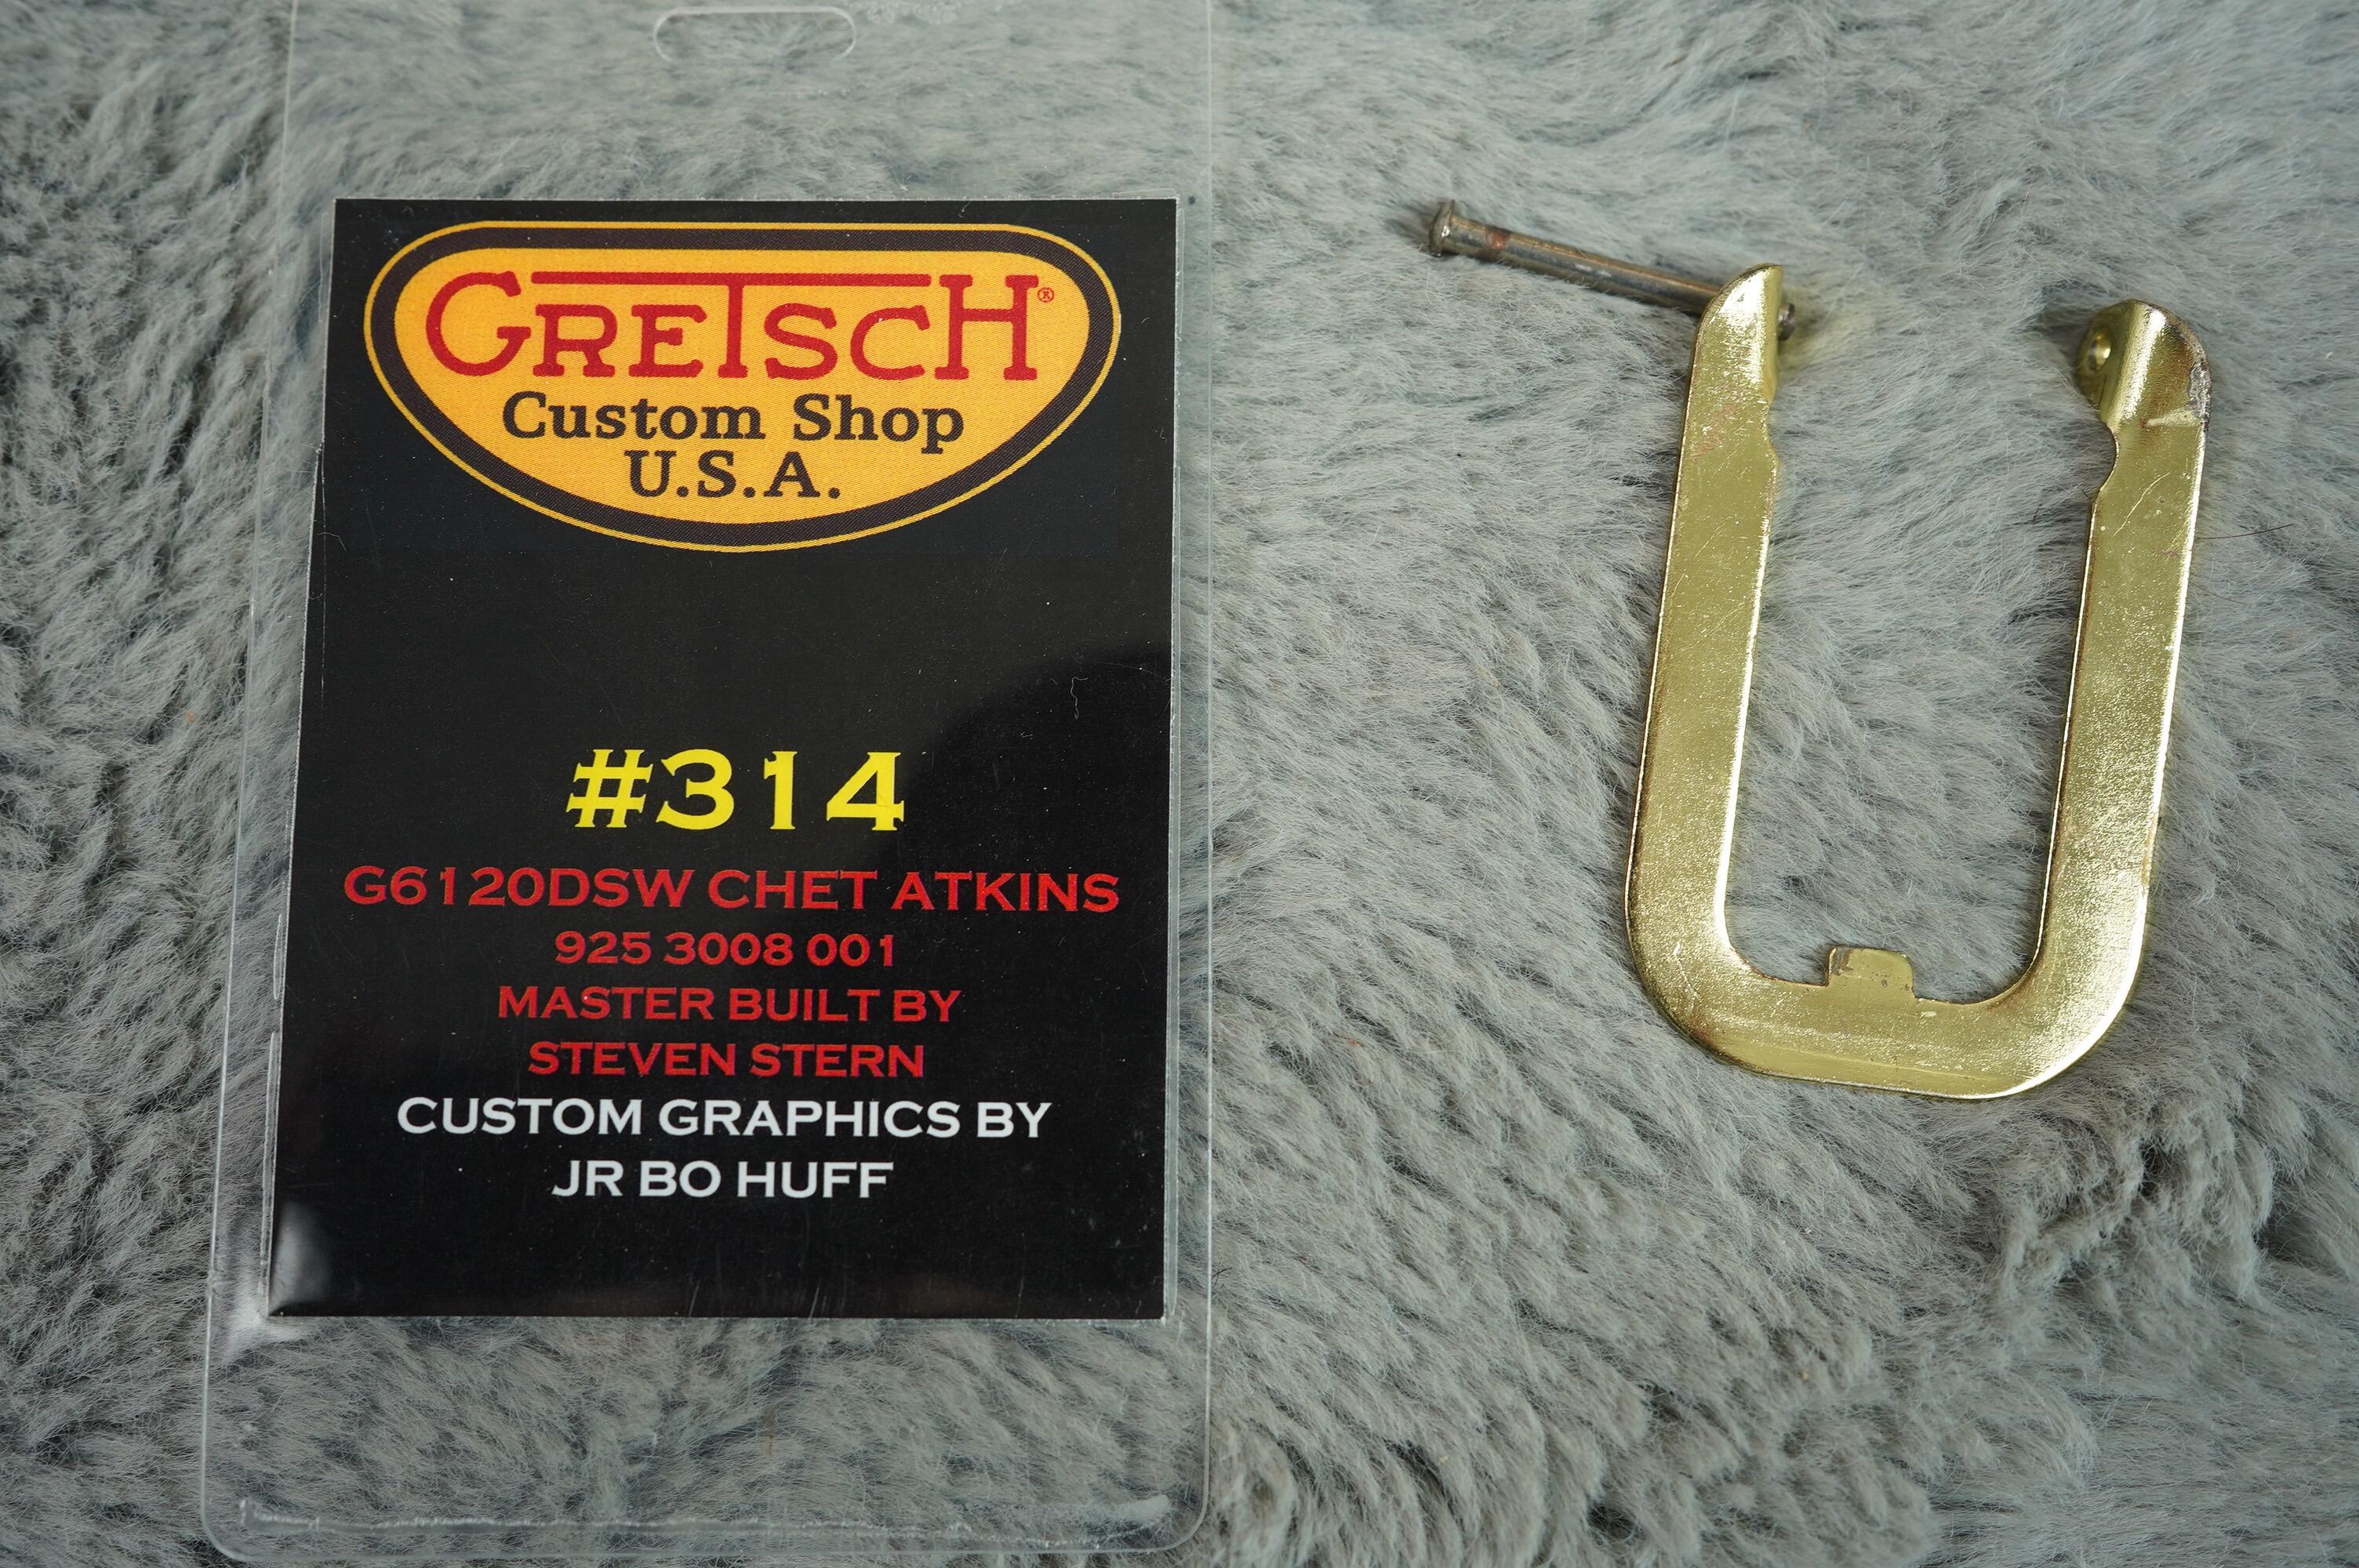 GRETSCH®
Custom Shop
U.S.A.
#314
G6120DSW CHET ATKINS
925 3008 001
MASTER BUILT BY
STEVEN STERN
CUSTOM GRAPHICS BY
JR BO HUFF